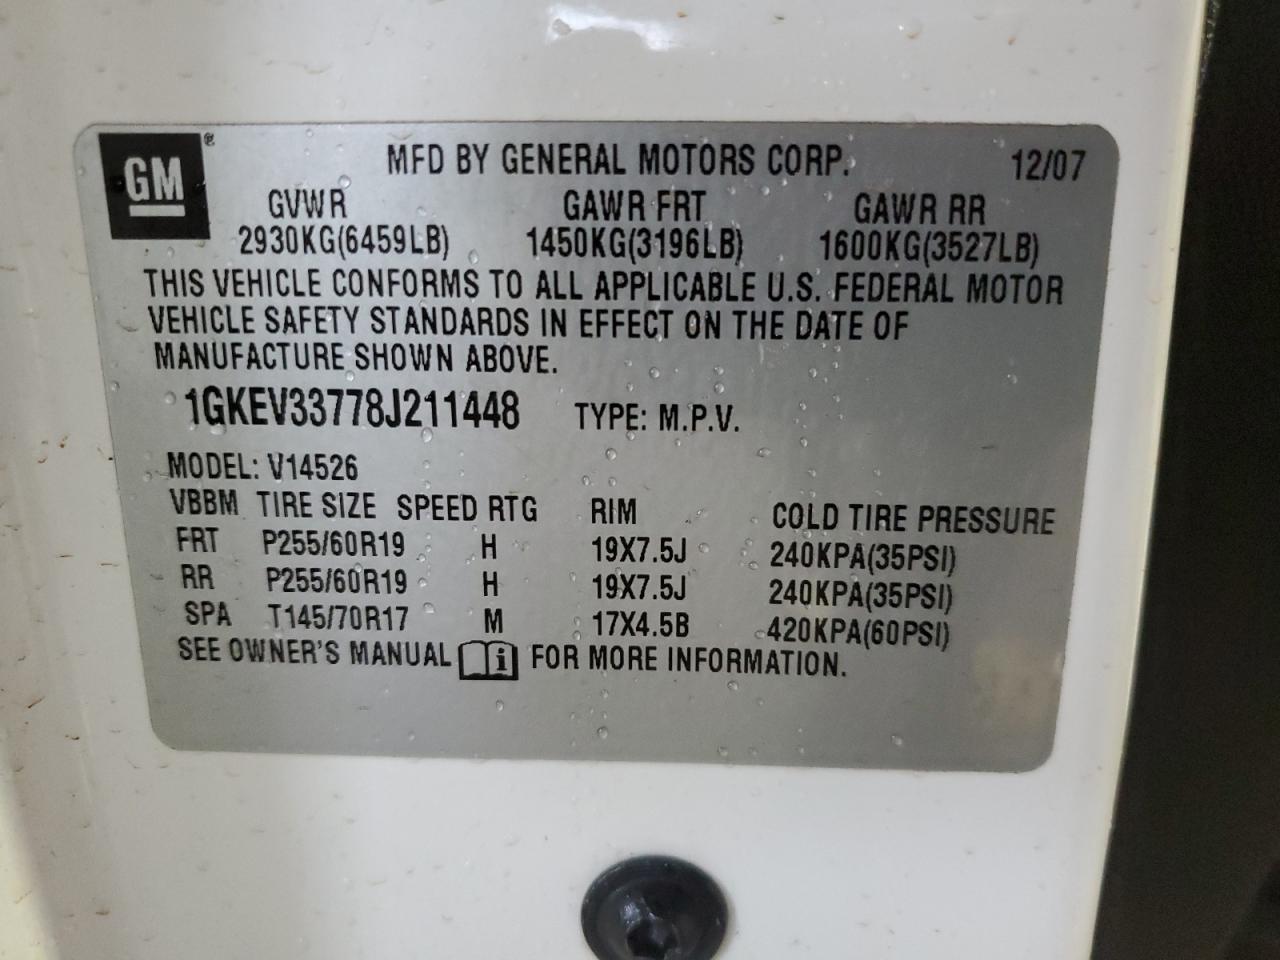 GM® MFD BY GENERAL MOTORS CORP. 12/07
GVWR GAWR FRT GAWR RR
2930KG(6459LB) 1450KG(3196LB) 1600KG(3527LB)
THIS VEHICLE CONFORMS TO ALL APPLICABLE U.S. FEDERAL MOTOR
VEHICLE SAFETY STANDARDS IN EFFECT ON THE DATE OF
MANUFACTURE SHOWN ABOVE.
1GKEV33778J211448 TYPE: M.P.V.
MODEL: V14526
VBBM TIRE SIZE SPEED RTG RIM COLD TIRE PRESSURE
FRT P255/60R19 H 19X7.5J 240KPA(35PSI)
RR P255/60R19 H 19X7.5J 240KPA(35PSI)
SPA T145/70R17 M 17X4.5B 420KPA(60PSI)
SEE OWNER'S MANUAL i FOR MORE INFORMATION.